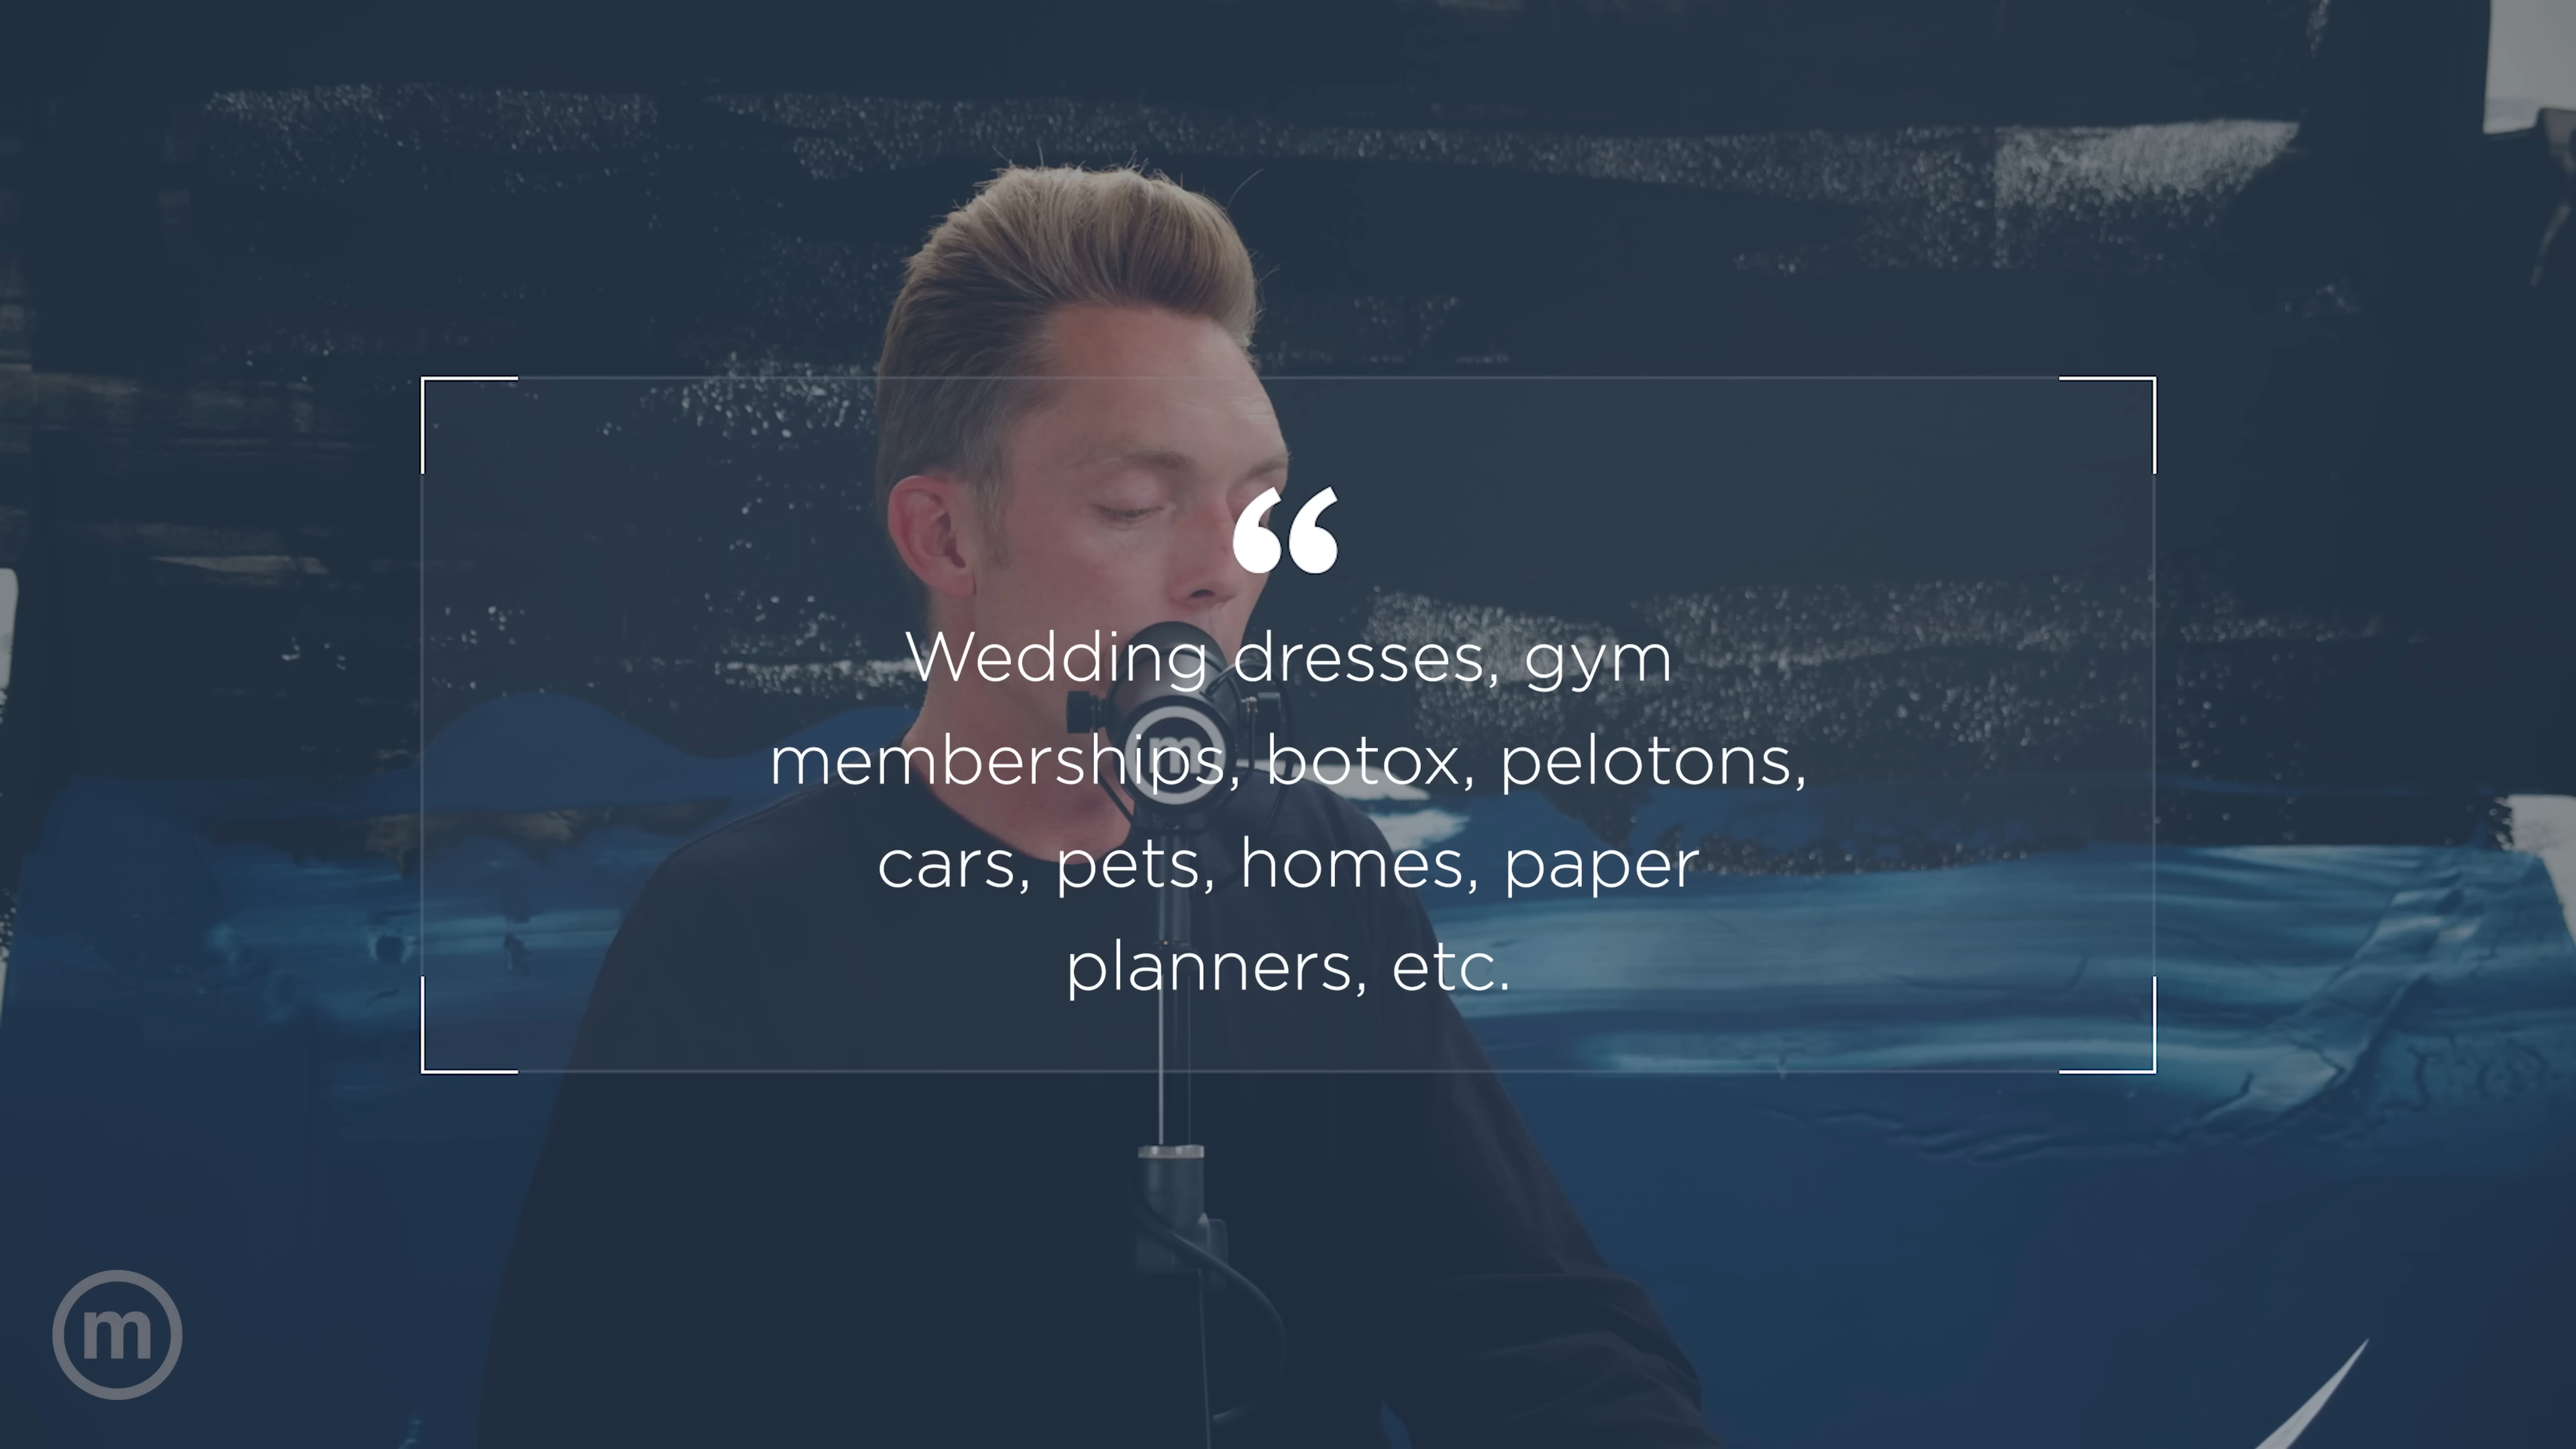 “
Wedding dresses, gym
memberships, botox, pelotons,
cars, pets, homes, paper
planners, etc.
m
m